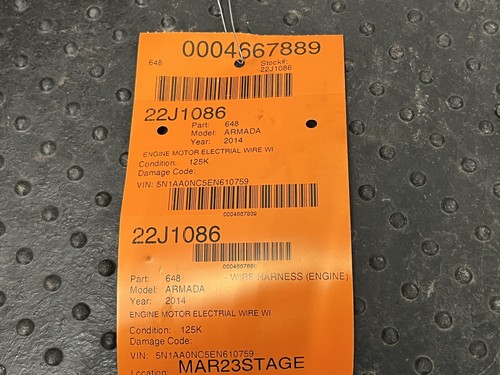 0004667889
648 Stock#:
22J1086
22J1086
Part: 648
Model: ARMADA
Year: 2014
ENGINE MOTOR ELECTRIAL WIRE WI
Condition: 125K
Damage Code:
VIN: 5N1AA0NC5EN610759
0004667889
22J1086
0004667889
Part: 648 - WIRE HARNESS (ENGINE)
Model: ARMADA
Year: 2014
ENGINE MOTOR ELECTRIAL WIRE WI
Condition: 125K
Damage Code:
VIN: 5N1AA0NC5EN610759
Location: MAR23STAGE